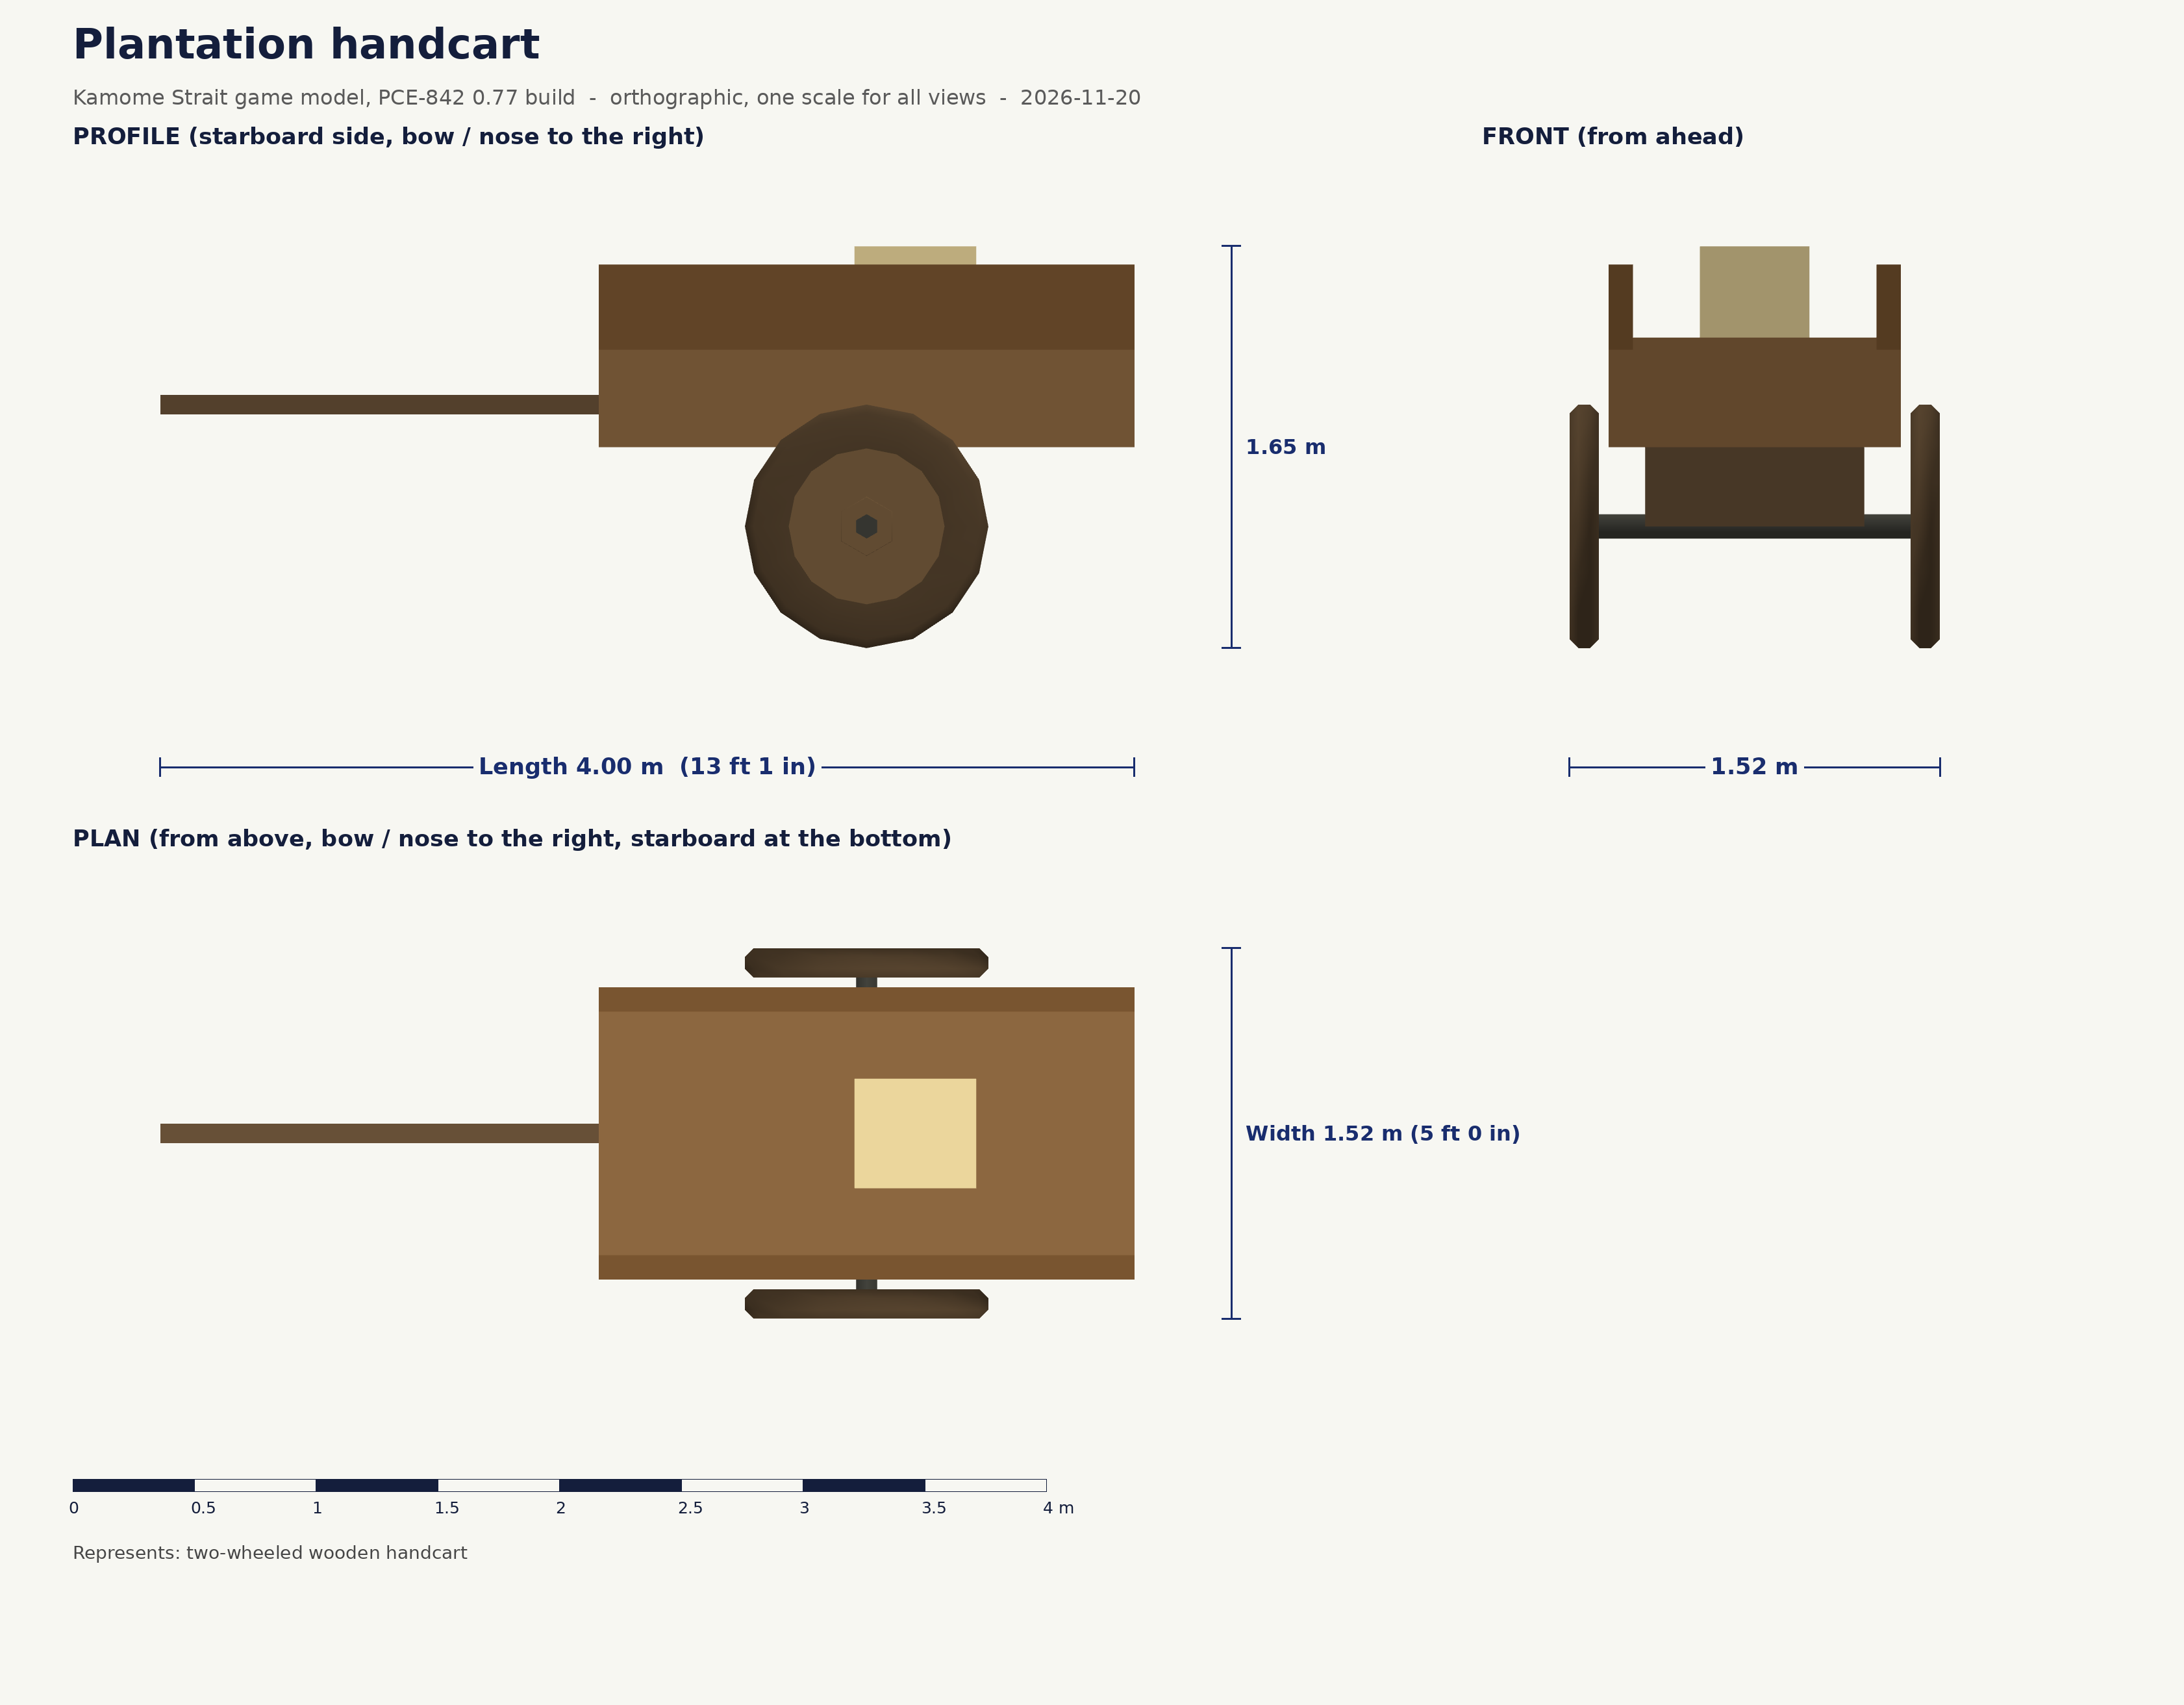 Plantation handcart
Kamome Strait game model, PCE-842 0.77 build - orthographic, one scale for all views - 2026-11-20
PROFILE (starboard side, bow / nose to the right)
FRONT (from ahead)
1.65 m
Length 4.00 m (13 ft 1 in)
1.52 m
PLAN (from above, bow / nose to the right, starboard at the bottom)
Width 1.52 m (5 ft 0 in)
0 0.5 1 1.5 2 2.5 3 3.5 4 m
Represents: two-wheeled wooden handcart